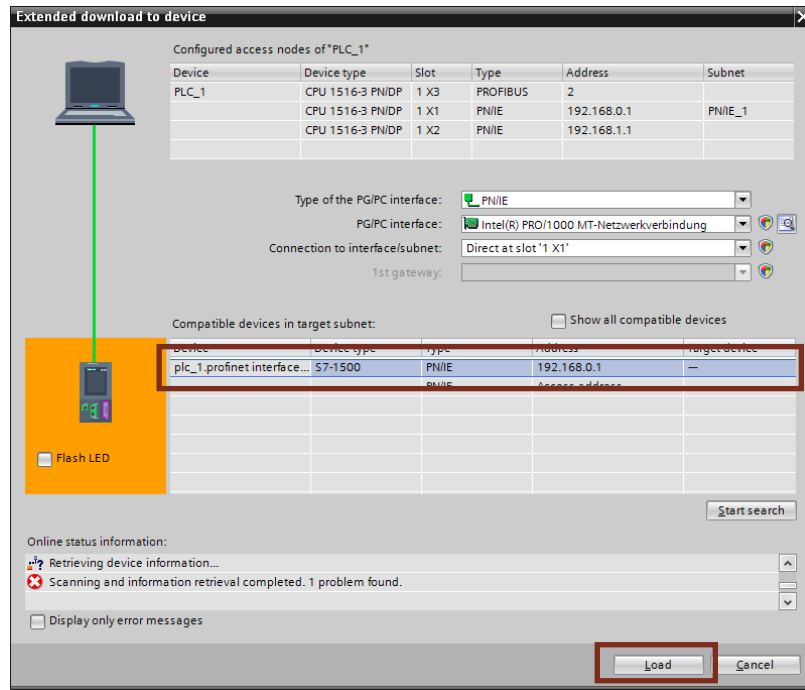 Extended download to device
Configured access nodes of "PLC_1"
Device Device type Slot Type Address Subnet
PLC_1 CPU 1516-3 PN/DP 1 X3 PROFIBUS 2
CPU 1516-3 PN/DP 1 X1 PN/IE 192.168.0.1 PN/IE_1
CPU 1516-3 PN/DP 1 X2 PN/IE 192.168.1.1
Type of the PG/PC interface: PN/IE
PG/PC interface: Intel(R) PRO/1000 MT-Netzwerkverbindung
Connection to interface/subnet: Direct at slot '1 X1'
1st gateway:
Compatible devices in target subnet: Show all compatible devices
Device Device type Type Address Target device
plc_1.profinet interface... S7-1500 PN/IE 192.168.0.1 —
PN/IE Access address
Flash LED
Start search
Online status information:
Retrieving device information...
Scanning and information retrieval completed. 1 problem found.
Display only error messages
Load Cancel